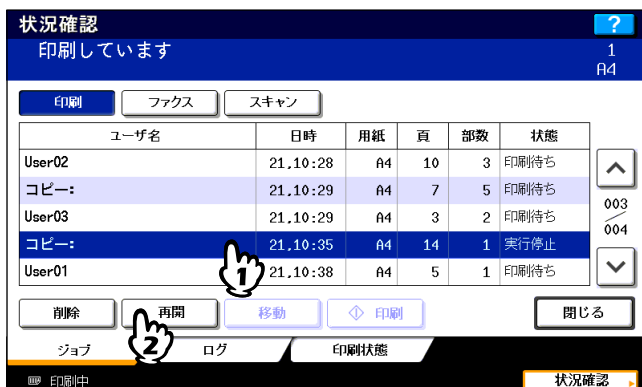 状況確認 ?
印刷しています 1
A4
印刷 ファクス スキャン
ユーザ名 日時 用紙 頁 部数 状態
User02 21,10:28 A4 10 3 印刷待ち
コピー: 21,10:29 A4 7 5 印刷待ち
User03 21,10:29 A4 3 2 印刷待ち
コピー: 21,10:35 A4 14 1 実行停止
User01 21,10:38 A4 5 1 印刷待ち
003
004
1
削除 再開 移動 印刷 閉じる
2
ジョブ ログ 印刷状態
印刷中 状況確認